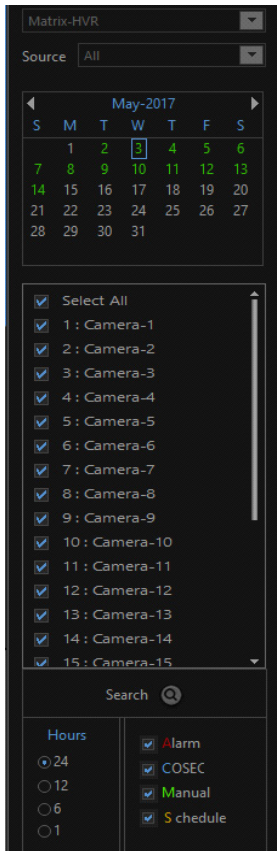 Matrix-HVR
Source All
May-2017
S M T W T F S
1 2 3 4 5 6
7 8 9 10 11 12 13
14 15 16 17 18 19 20
21 22 23 24 25 26 27
28 29 30 31
Select All
1 : Camera-1
2 : Camera-2
3 : Camera-3
4 : Camera-4
5 : Camera-5
6 : Camera-6
7 : Camera-7
8 : Camera-8
9 : Camera-9
10 : Camera-10
11 : Camera-11
12 : Camera-12
13 : Camera-13
14 : Camera-14
15 : Camera-15
Search
Hours
24
12
6
1
Alarm
COSEC
Manual
S chedule